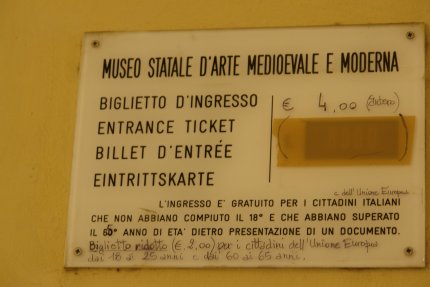 MUSEO STATALE D'ARTE MEDIOEVALE E MODERNA
BIGLIETTO D'INGRESSO € 4,00 (intero)
ENTRANCE TICKET
BILLET D'ENTRÉE
EINTRITTSKARTE
e dell'Unione Europea
L'INGRESSO E' GRATUITO PER I CITTADINI ITALIANI
CHE NON ABBIANO COMPIUTO IL 18° E CHE ABBIANO SUPERATO
IL 65° ANNO DI ETA' DIETRO PRESENTAZIONE DI UN DOCUMENTO.
Biglietto ridotto (€ 2,00) per i cittadini dell'Unione Europea
dai 18 ai 25 anni e dai 60 ai 65 anni.